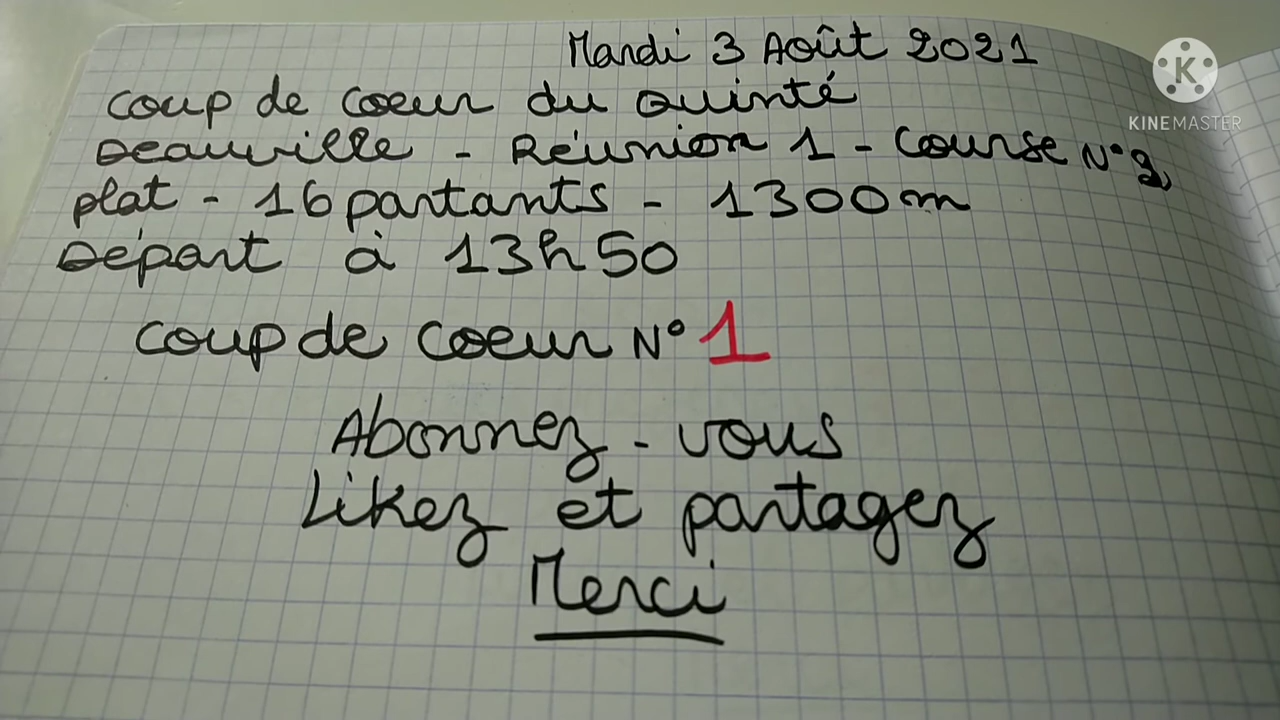 Mardi 3 Août 2021
K
KINEMASTER
Coup de coeur du Quinté
Deauville - Réunion 1 - Course N°
plat - 16 partants - 1300m
Départ à 13h50
Coup de coeur N° 1
Abonnez-vous
Likez et partagez
Merci